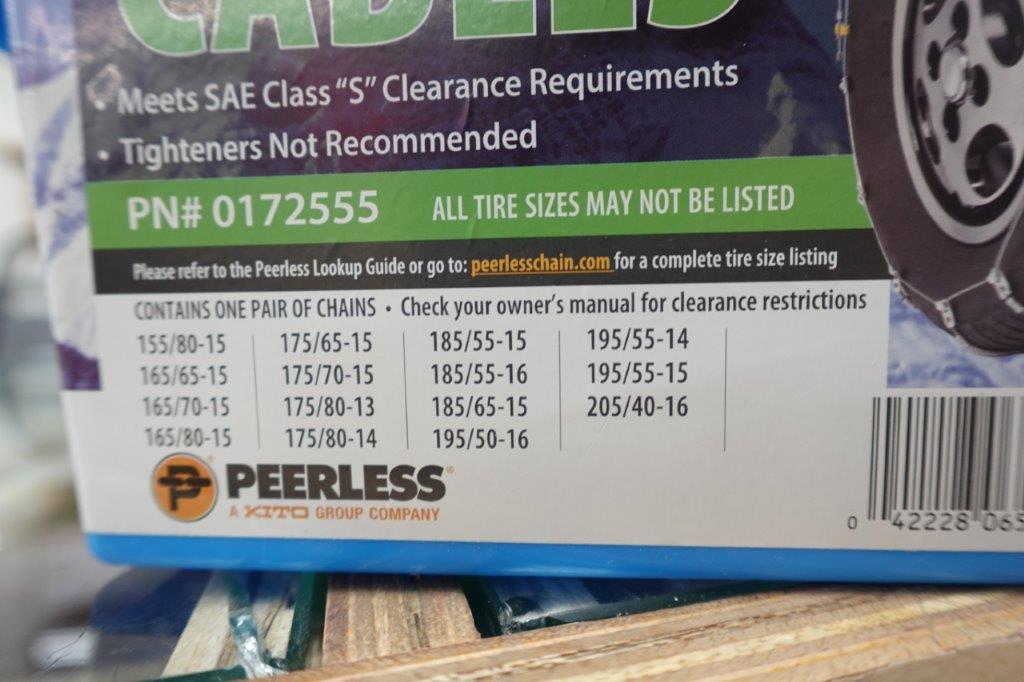 CABLES
• Meets SAE Class “S” Clearance Requirements
• Tighteners Not Recommended
PN# 0172555 ALL TIRE SIZES MAY NOT BE LISTED
Please refer to the Peerless Lookup Guide or go to: peerlesschain.com for a complete tire size listing
CONTAINS ONE PAIR OF CHAINS • Check your owner’s manual for clearance restrictions
155/80-15 175/65-15 185/55-15 195/55-14
165/65-15 175/70-15 185/55-16 195/55-15
165/70-15 175/80-13 185/65-15 205/40-16
165/80-15 175/80-14 195/50-16
P PEERLESS®
A KITO GROUP COMPANY
0 42228 065